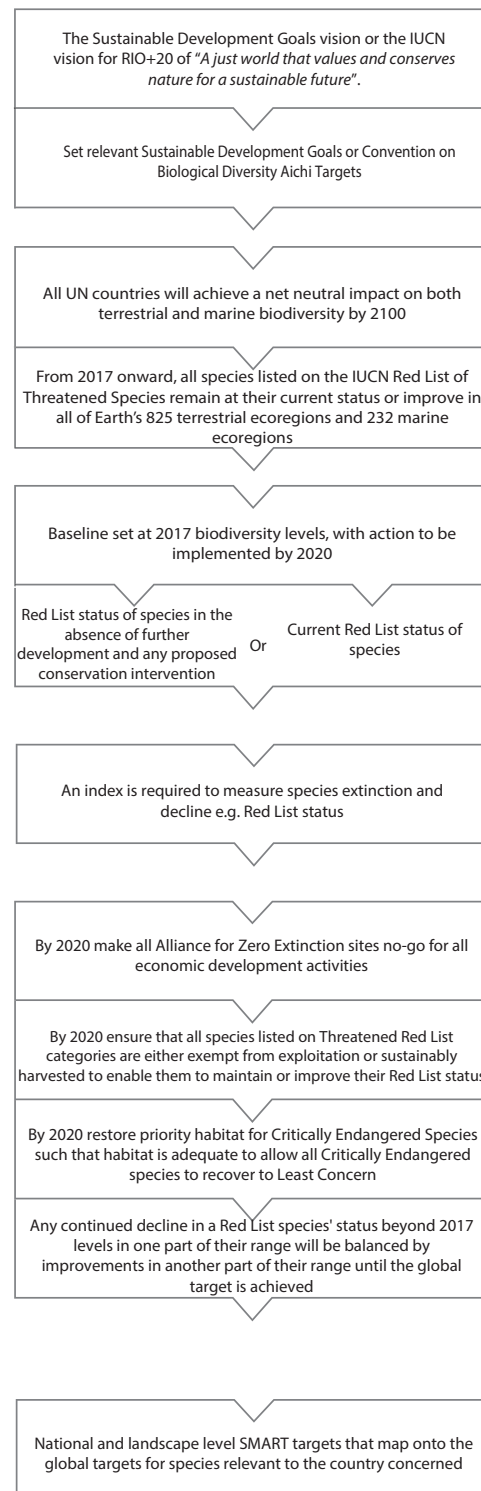 The Sustainable Development Goals vision or the IUCN
vision for RIO+20 of “A just world that values and conserves
nature for a sustainable future”.
Set relevant Sustainable Development Goals or Convention on
Biological Diversity Aichi Targets
All UN countries will achieve a net neutral impact on both
terrestrial and marine biodiversity by 2100
From 2017 onward, all species listed on the IUCN Red List of
Threatened Species remain at their current status or improve in
all of Earth’s 825 terrestrial ecoregions and 232 marine
ecoregions
Baseline set at 2017 biodiversity levels, with action to be
implemented by 2020
Red List status of species in the
absence of further
development and any proposed
conservation intervention
Or
Current Red List status of
species
An index is required to measure species extinction and
decline e.g. Red List status
By 2020 make all Alliance for Zero Extinction sites no-go for all
economic development activities
By 2020 ensure that all species listed on Threatened Red List
categories are either exempt from exploitation or sustainably
harvested to enable them to maintain or improve their Red List status
By 2020 restore priority habitat for Critically Endangered Species
such that habitat is adequate to allow all Critically Endangered
species to recover to Least Concern
Any continued decline in a Red List species' status beyond 2017
levels in one part of their range will be balanced by
improvements in another part of their range until the global
target is achieved
National and landscape level SMART targets that map onto the
global targets for species relevant to the country concerned